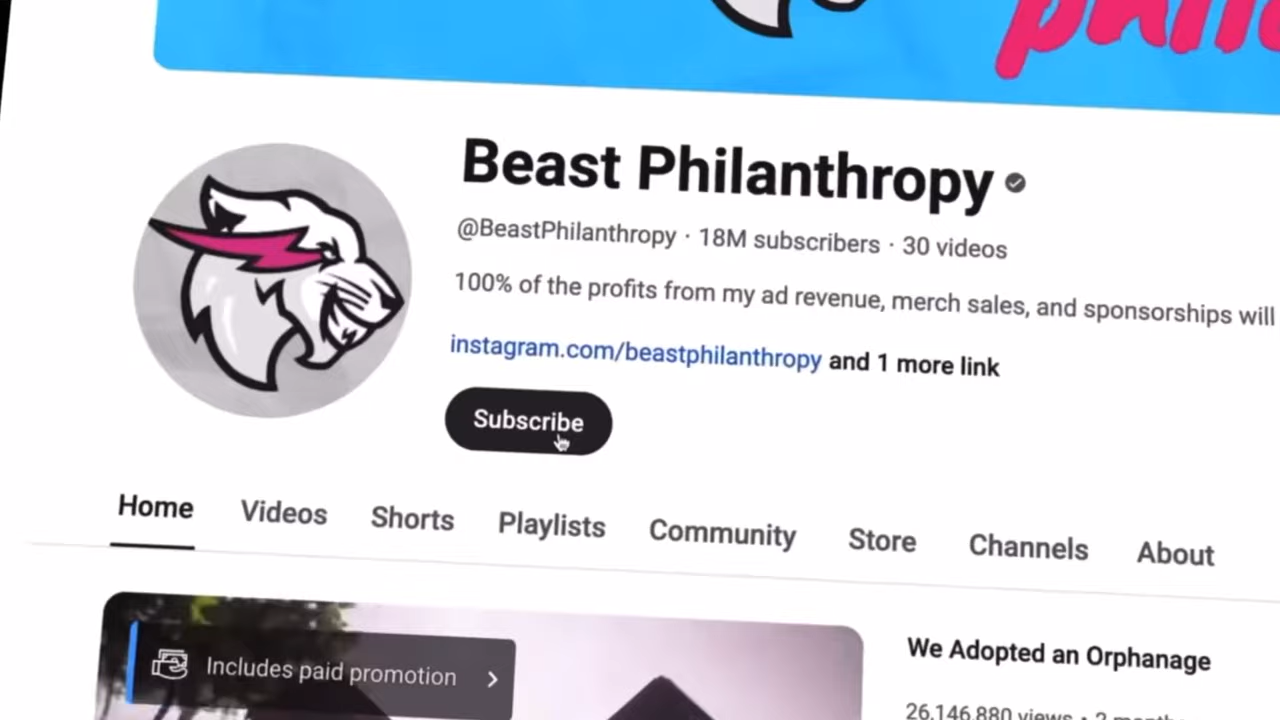 Beast Philanthropy
@BeastPhilanthropy · 18M subscribers · 30 videos
100% of the profits from my ad revenue, merch sales, and sponsorships will
instagram.com/beastphilanthropy and 1 more link
Subscribe
Home Videos Shorts Playlists Community Store Channels About
Includes paid promotion
We Adopted an Orphanage
26,146,880 views · 2